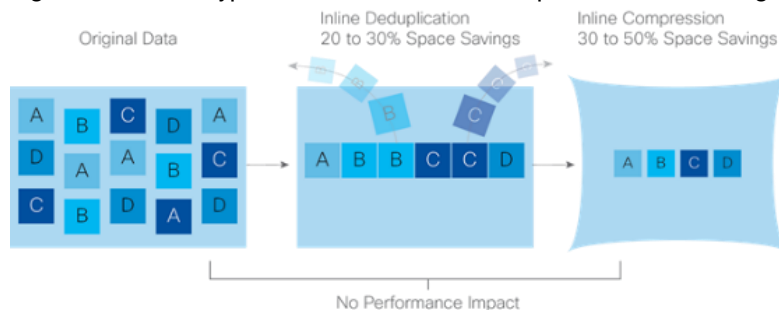 Original Data
Inline Deduplication
20 to 30% Space Savings
Inline Compression
30 to 50% Space Savings
A B C D A
D A A B C
C B D A D
B B
C C
A B B C C D
A B C D
No Performance Impact